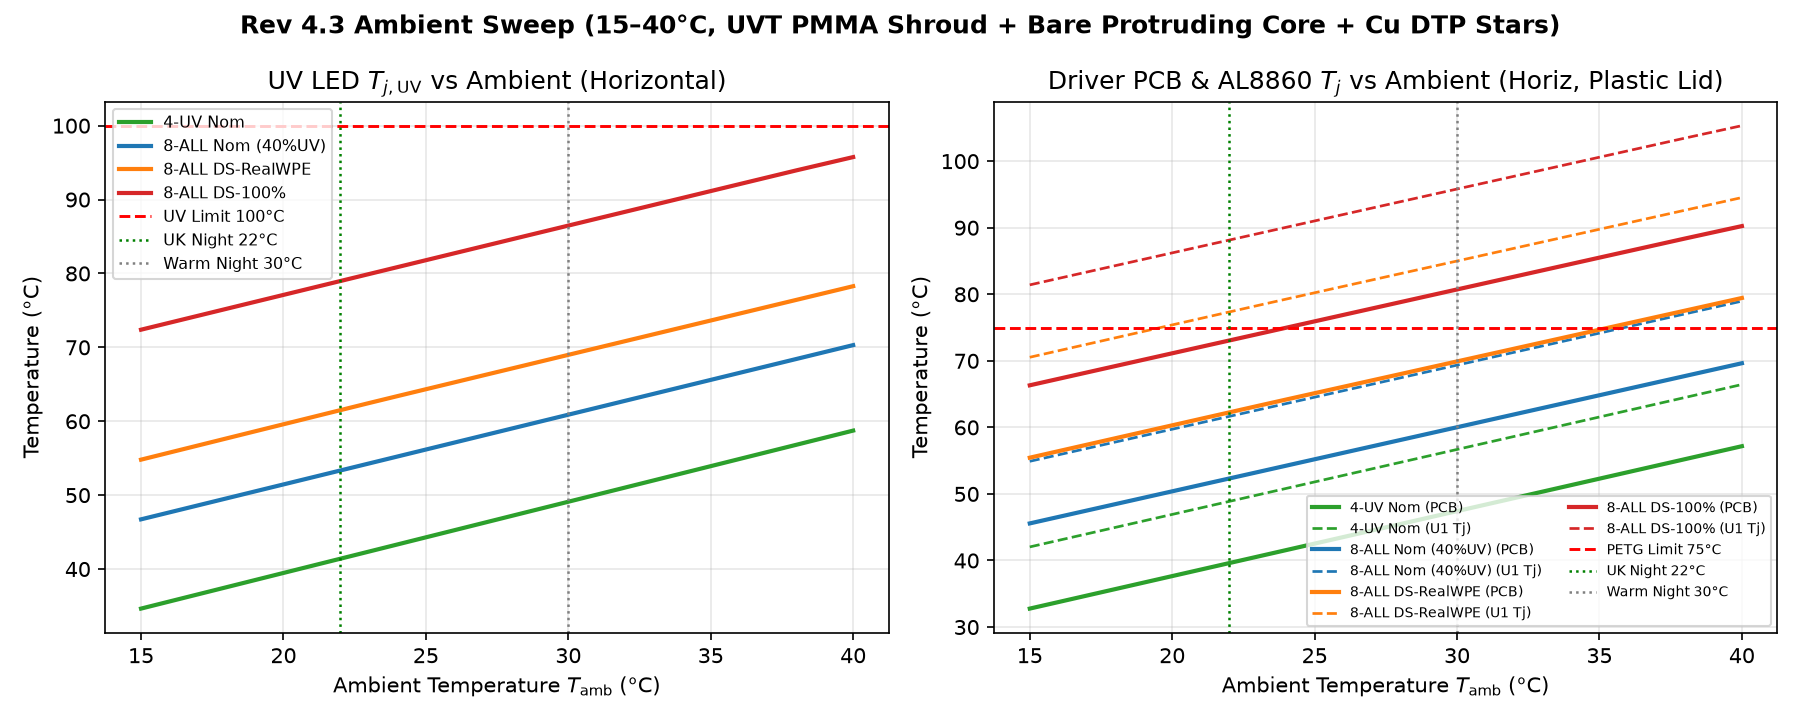 Rev 4.3 Ambient Sweep (15–40°C, UVT PMMA Shroud + Bare Protruding Core + Cu DTP Stars)
UV LED Tj, UV vs Ambient (Horizontal)
Temperature (°C)
100
90
80
70
60
50
40
4-UV Nom
8-ALL Nom (40%UV)
8-ALL DS-RealWPE
8-ALL DS-100%
UV Limit 100°C
UK Night 22°C
Warm Night 30°C
15 20 25 30 35 40
Ambient Temperature Tamb (°C)
Driver PCB & AL8860 Tj vs Ambient (Horiz, Plastic Lid)
Temperature (°C)
100
90
80
70
60
50
40
30
4-UV Nom (PCB)
4-UV Nom (U1 Tj)
8-ALL Nom (40%UV) (PCB)
8-ALL Nom (40%UV) (U1 Tj)
8-ALL DS-RealWPE (PCB)
8-ALL DS-RealWPE (U1 Tj)
8-ALL DS-100% (PCB)
8-ALL DS-100% (U1 Tj)
PETG Limit 75°C
UK Night 22°C
Warm Night 30°C
15 20 25 30 35 40
Ambient Temperature Tamb (°C)